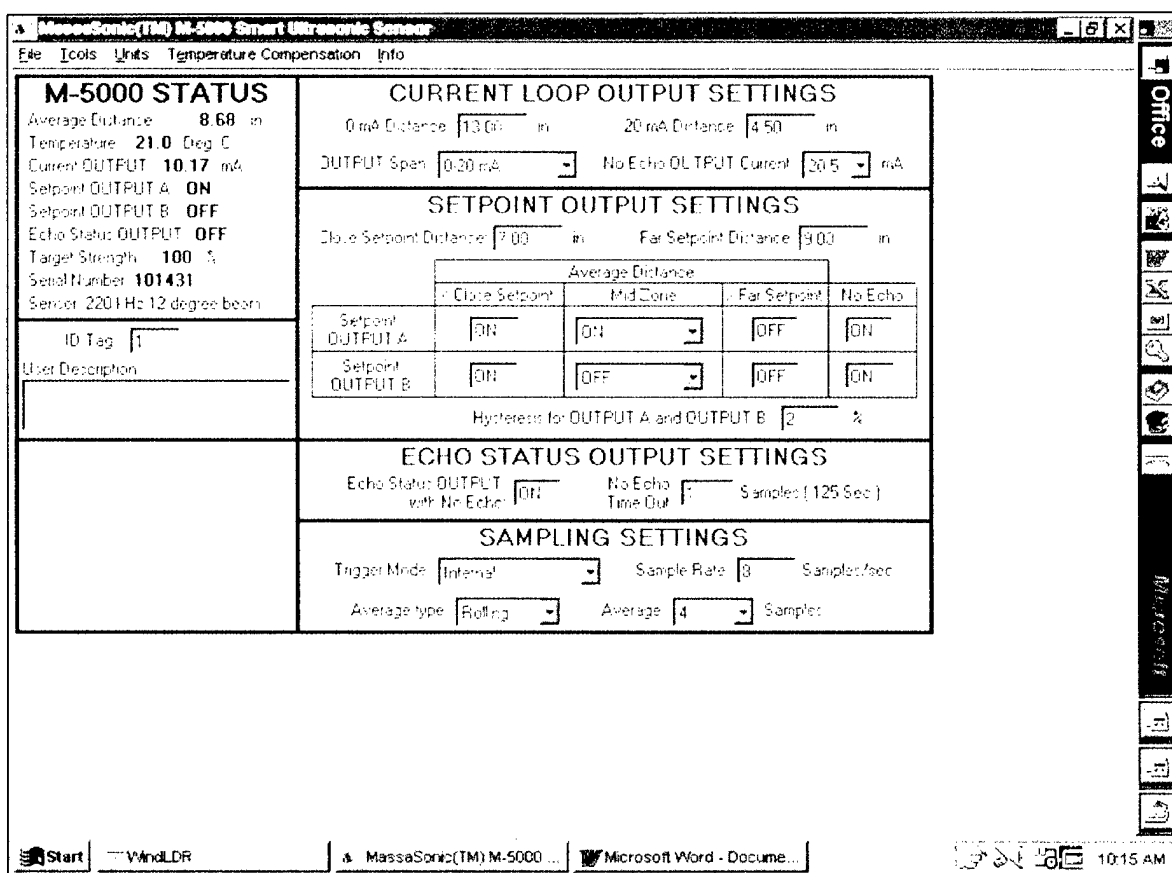 MassaSonic(TM) M-5000 Smart Ultrasonic Sensor
File Tools Units Temperature Compensation Info
M-5000 STATUS
Average Distance 8.68 in
Temperature 21.0 Deg C
Current OUTPUT 10.17 mA
Setpoint OUTPUT A ON
Setpoint OUTPUT B OFF
Echo Status OUTPUT OFF
Target Strength 100 %
Serial Number 101431
Sensor: 220 kHz 12 degree beam
ID Tag 1
User Description
CURRENT LOOP OUTPUT SETTINGS
0 mA Distance 13.00 in 20 mA Distance 4.50 in
OUTPUT Span 0-20 mA No Echo OUTPUT Current 20.5 mA
SETPOINT OUTPUT SETTINGS
Close Setpoint Distance 7.00 in Far Setpoint Distance 9.00 in
Average Distance
< Close Setpoint Mid Zone > Far Setpoint No Echo
Setpoint OUTPUT A ON ON OFF ON
Setpoint OUTPUT B ON OFF OFF ON
Hysteresis for OUTPUT A and OUTPUT B 2 %
ECHO STATUS OUTPUT SETTINGS
Echo Status OUTPUT with No Echo ON No Echo Time Out Samples (.125 Sec.)
SAMPLING SETTINGS
Trigger Mode Internal Sample Rate 8 Samples/sec
Average type Rolling Average 4 Samples
Office
Microsoft
Start WindLDR MassaSonic(TM) M-5000 ... Microsoft Word - Docume... 10:15 AM